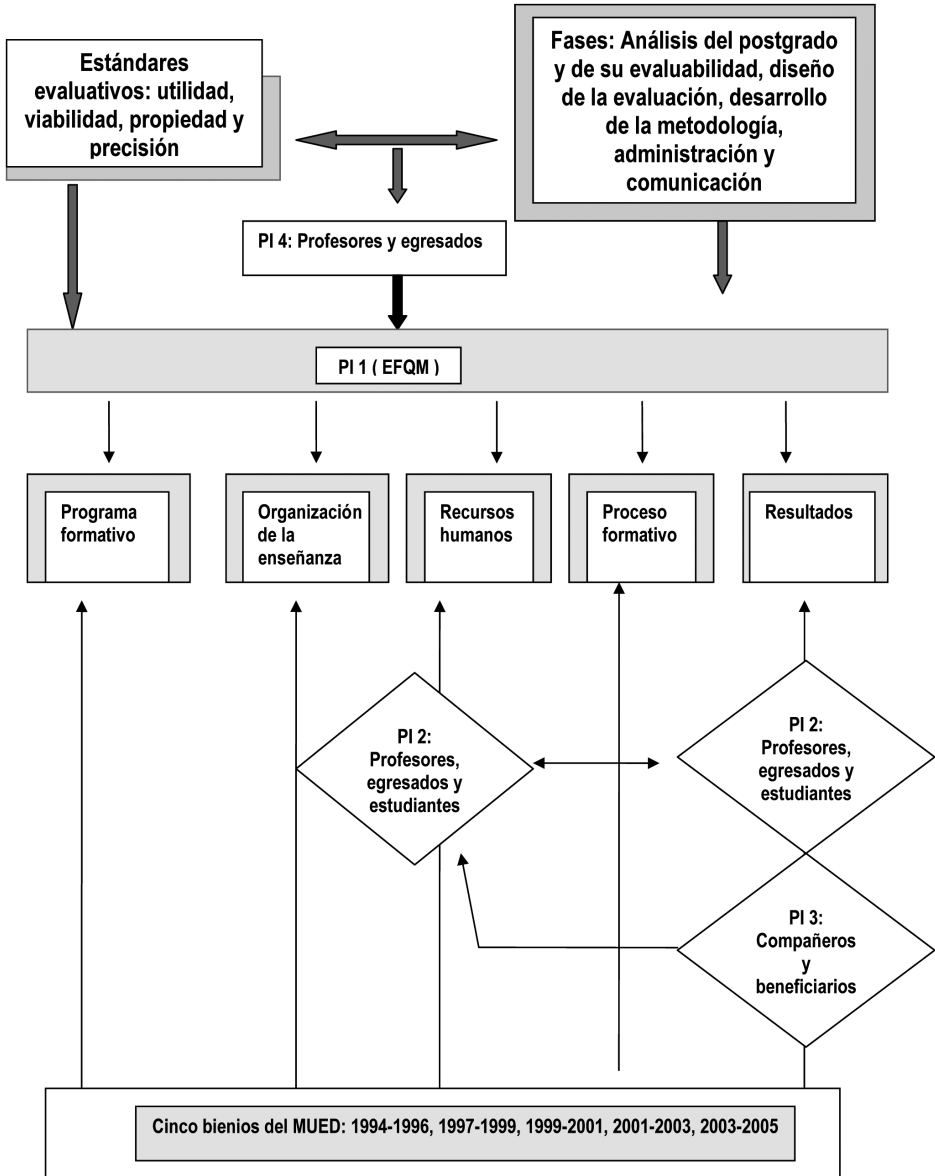 Estándares
evaluativos: utilidad,
viabilidad, propiedad y
precisión
Fases: Análisis del postgrado
y de su evaluabilidad, diseño
de la evaluación, desarrollo
de la metodología,
administración y
comunicación
PI 4: Profesores y egresados
PI 1 ( EFQM )
Programa
formativo
Organización
de la
enseñanza
Recursos
humanos
Proceso
formativo
Resultados
PI 2:
Profesores,
egresados y
estudiantes
PI 2:
Profesores,
egresados y
estudiantes
PI 3:
Compañeros
y
beneficiarios
Cinco bienios del MUED: 1994-1996, 1997-1999, 1999-2001, 2001-2003, 2003-2005